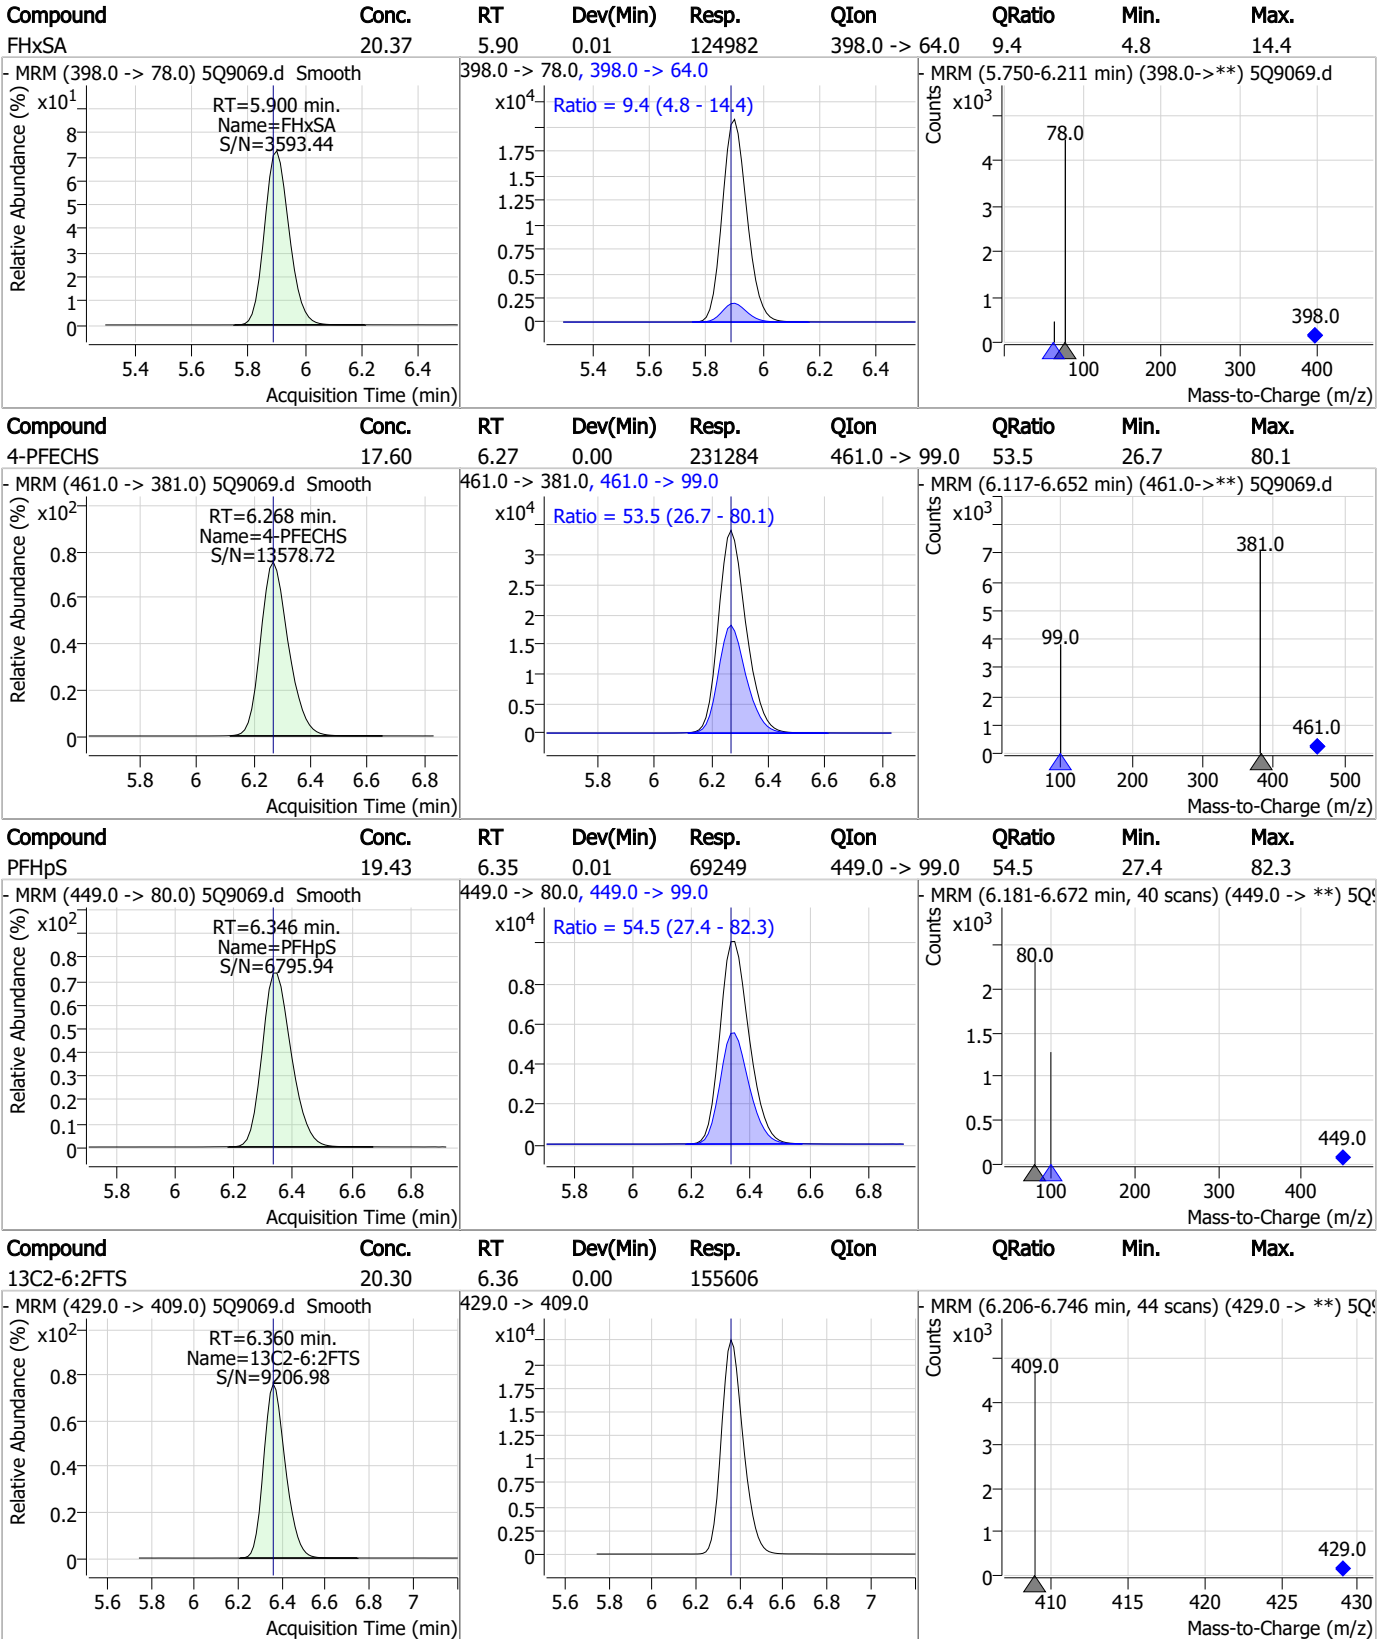 Compound Conc. RT Dev(Min) Resp. QIon QRatio Min. Max.
FHxSA 20.37 5.90 0.01 124982 398.0 -> 64.0 9.4 4.8 14.4
- MRM (398.0 -> 78.0) 5Q9069.d Smooth
Relative Abundance (%)
x10¹
RT=5.900 min.
Name=FHxSA
S/N=3593.44
8
7
6
5
4
3
2
1
0
5.4 5.6 5.8 6 6.2 6.4
Acquisition Time (min)
398.0 -> 78.0, 398.0 -> 64.0
x10⁴
Ratio = 9.4 (4.8 - 14.4)
1.75
1.5
1.25
1
0.75
0.5
0.25
0
5.4 5.6 5.8 6 6.2 6.4
- MRM (5.750-6.211 min) (398.0->**) 5Q9069.d
Counts
x10³
78.0
4
3
2
1
0
398.0
100 200 300 400
Mass-to-Charge (m/z)
Compound Conc. RT Dev(Min) Resp. QIon QRatio Min. Max.
4-PFECHS 17.60 6.27 0.00 231284 461.0 -> 99.0 53.5 26.7 80.1
- MRM (461.0 -> 381.0) 5Q9069.d Smooth
Relative Abundance (%)
x10²
RT=6.268 min.
Name=4-PFECHS
S/N=13578.72
0.8
0.6
0.4
0.2
0
5.8 6 6.2 6.4 6.6 6.8
Acquisition Time (min)
461.0 -> 381.0, 461.0 -> 99.0
x10⁴
Ratio = 53.5 (26.7 - 80.1)
3
2.5
2
1.5
1
0.5
0
5.8 6 6.2 6.4 6.6 6.8
- MRM (6.117-6.652 min) (461.0->**) 5Q9069.d
Counts
x10³
381.0
7
6
5
4
3
2
1
0
99.0
461.0
100 200 300 400 500
Mass-to-Charge (m/z)
Compound Conc. RT Dev(Min) Resp. QIon QRatio Min. Max.
PFHpS 19.43 6.35 0.01 69249 449.0 -> 99.0 54.5 27.4 82.3
- MRM (449.0 -> 80.0) 5Q9069.d Smooth
Relative Abundance (%)
x10²
RT=6.346 min.
Name=PFHpS
S/N=6795.94
0.8
0.7
0.6
0.5
0.4
0.3
0.2
0.1
0
5.8 6 6.2 6.4 6.6 6.8
Acquisition Time (min)
449.0 -> 80.0, 449.0 -> 99.0
x10⁴
Ratio = 54.5 (27.4 - 82.3)
0.8
0.6
0.4
0.2
0
5.8 6 6.2 6.4 6.6 6.8
- MRM (6.181-6.672 min, 40 scans) (449.0 -> **) 5Q9
Counts
x10³
80.0
2
1.5
1
0.5
0
449.0
100 200 300 400
Mass-to-Charge (m/z)
Compound Conc. RT Dev(Min) Resp. QIon QRatio Min. Max.
13C2-6:2FTS 20.30 6.36 0.00 155606
- MRM (429.0 -> 409.0) 5Q9069.d Smooth
Relative Abundance (%)
x10²
RT=6.360 min.
Name=13C2-6:2FTS
S/N=9206.98
0.8
0.6
0.4
0.2
0
5.6 5.8 6 6.2 6.4 6.6 6.8 7
Acquisition Time (min)
429.0 -> 409.0
x10⁴
2
1.75
1.5
1.25
1
0.75
0.5
0.25
0
5.6 5.8 6 6.2 6.4 6.6 6.8 7
- MRM (6.206-6.746 min, 44 scans) (429.0 -> **) 5Q9
Counts
x10³
409.0
4
3
2
1
0
429.0
410 415 420 425 430
Mass-to-Charge (m/z)